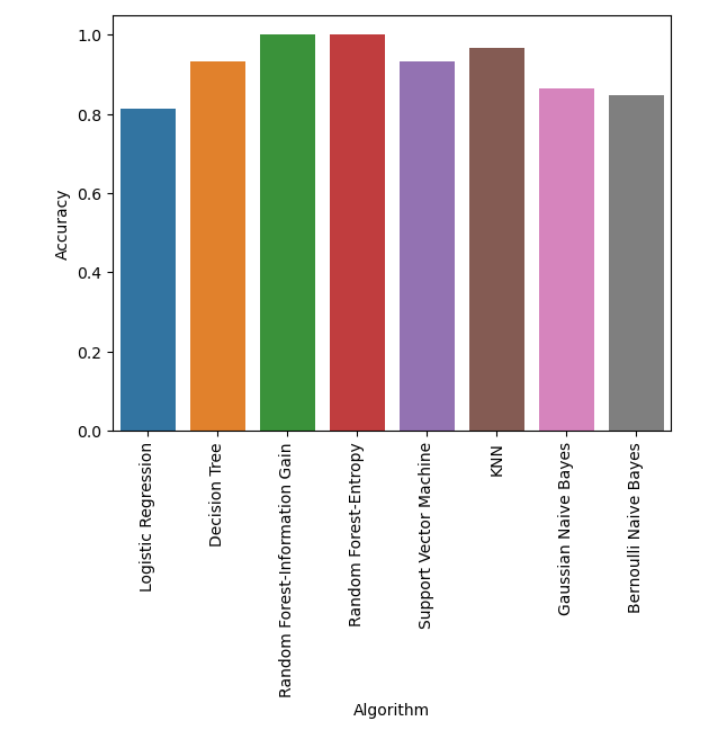 1.0
0.8
0.6
0.4
0.2
0.0
Accuracy
Logistic Regression
Decision Tree
Random Forest-Information Gain
Random Forest-Entropy
Support Vector Machine
KNN
Gaussian Naive Bayes
Bernoulli Naive Bayes
Algorithm